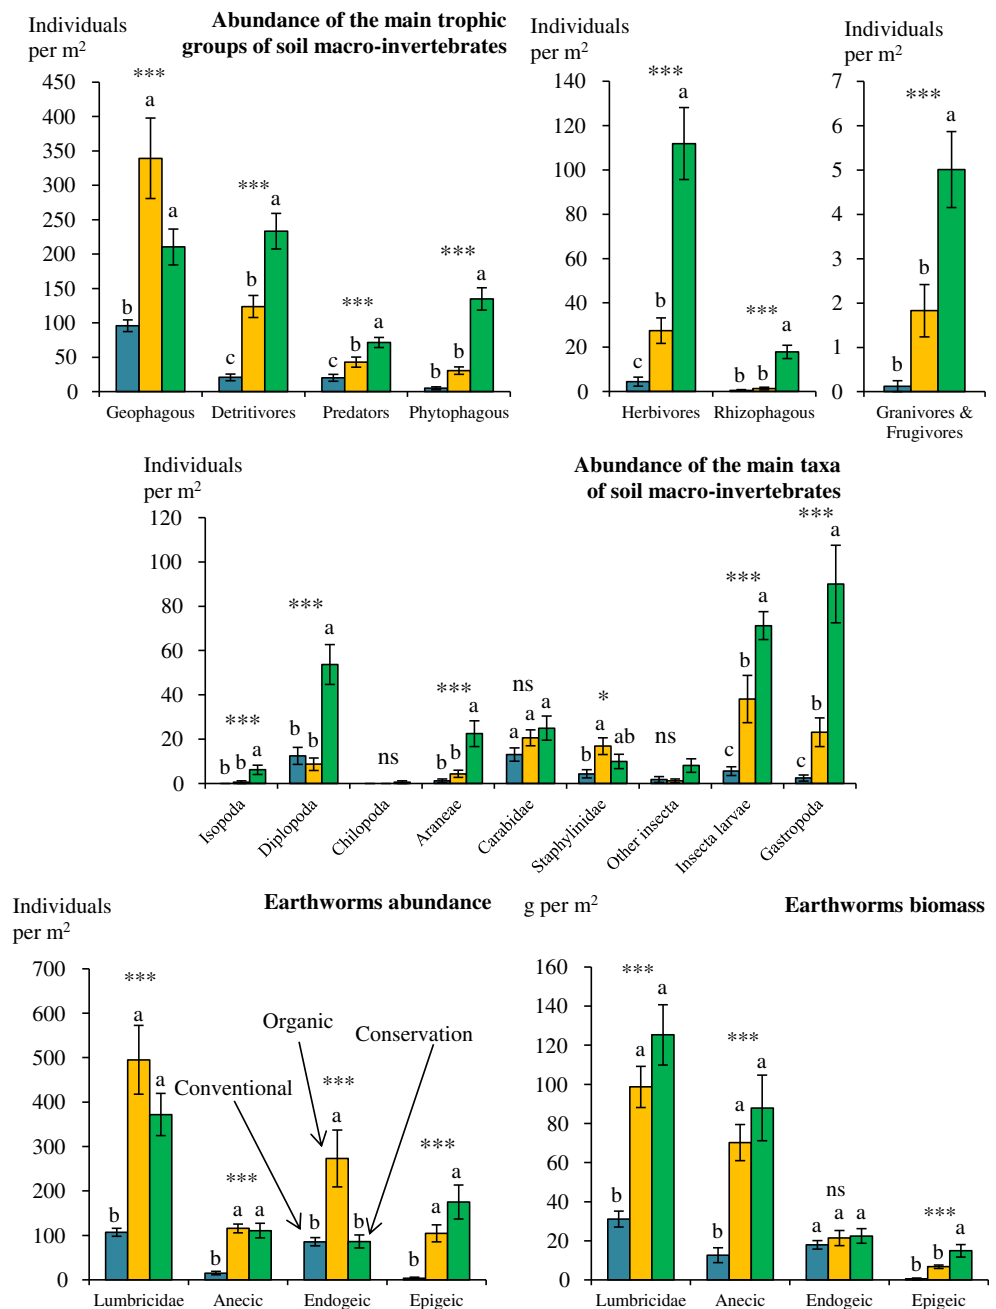 Individuals
per m2
Abundance of the main trophic
groups of soil macro-invertebrates
450
400
350
300
250
200
150
100
50
0
***
a
a
b
***
a
b
c
***
a
b
c
***
a
b
b
Geophagous Detritivores Predators Phytophagous
Individuals
per m2
140
120
100
80
60
40
20
0
***
a
b
c
***
a
b
b
Herbivores Rhizophagous
Individuals
per m2
7
6
5
4
3
2
1
0
***
a
b
b
Granivores &
Frugivores
Individuals
per m2
Abundance of the main taxa
of soil macro-invertebrates
120
100
80
60
40
20
0
***
b b a
***
b b a
ns
***
b b a
ns
a a a
*
b a ab
ns
***
c b a
***
c b a
Isopoda
Diplopoda
Chilopoda
Araneae
Carabidae
Staphylinidae
Other insecta
Insecta larvae
Gastropoda
Individuals
per m2
Earthworms abundance
700
600
500
400
300
200
100
0
***
b a a
***
b a a
***
b a b
***
b a a
Organic
Conservation
Conventional
Lumbricidae Anecic Endogeic Epigeic
g per m2
Earthworms biomass
160
140
120
100
80
60
40
20
0
***
b a a
***
b a a
ns
a a a
***
b b a
Lumbricidae Anecic Endogeic Epigeic